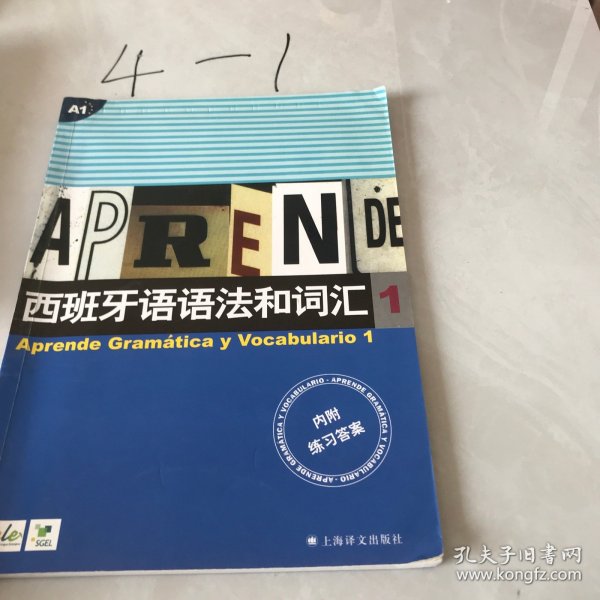 4 - 1
A1
APRENDE
西班牙语语法和词汇 1
Aprende Gramática y Vocabulario 1
APRENDE GRAMÁTICA Y VOCABULARIO · APRENDE GRAMÁTICA Y VOCABULARIO ·
内附
练习答案
ele
SGEL
上海译文出版社
孔夫子旧书网
www.kongfz.com